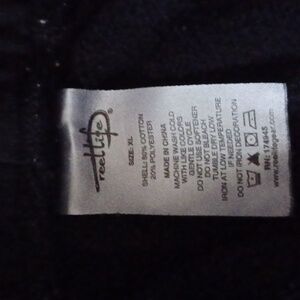 reel life®
SIZE: XL
SHELL: 80% COTTON
20% POLYESTER
MADE IN CHINA
MACHINE WASH COLD
WITH LIKE COLORS
GENTLE CYCLE
DO NOT USE SOFTENER
DO NOT BLEACH
TUMBLE DRY LOW
IRON AT LOW TEMPERATURE
IF NEEDED
DO NOT IRON DECORATION
www.reellifegear.com
RN: 17645